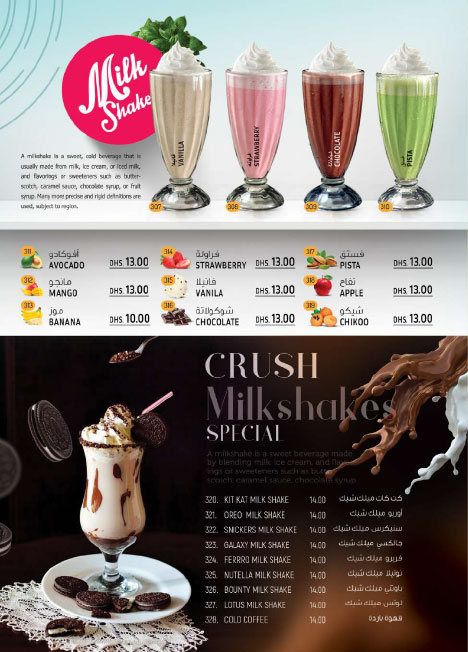 Milk
Shake
A milkshake is a sweet, cold beverage that is
usually made from milk, ice cream, or iced milk,
and flavorings or sweeteners such as butter-
scotch, caramel sauce, chocolate syrup, or fruit
syrup. Many more precise and rigid definitions are
used, subject to region.
VANILLA
فانيلا
STRAWBERRY
فراولة
CHOCOLATE
PISTA
فستق
307 308 309 310
311 أفوكادو
AVOCADO DHS. 13.00
312 مانجو
MANGO DHS. 13.00
313 موز
BANANA DHS. 10.00
314 فراولة
STRAWBERRY DHS. 13.00
315 فانيلا
VANILA DHS. 13.00
316 شوكولاتة
CHOCOLATE DHS. 13.00
317 فستق
PISTA DHS. 13.00
318 تفاح
APPLE DHS. 13.00
319 شيكو
CHIKOO DHS. 13.00
CRUSH
Milkshakes
SPECIAL
A milkshake is a sweet beverage made
by blending milk, ice cream, and flavo-
rings or sweeteners such as butter-
scotch, caramel sauce, chocolate syrup
320. KIT KAT MILK SHAKE 14.00 كت كات ميلك شيك
321. OREO MILK SHAKE 14.00 أوريو ميلك شيك
322. SNICKERS MILK SHAKE 14.00 سنيكرس ميلك شيك
323. GALAXY MILK SHAKE 14.00 جالكسي ميلك شيك
324. FERRRO MILK SHAKE 14.00 فريرو ميلك شيك
325. NUTELLA MILK SHAKE 14.00 نوتيلا ميلك شيك
326. BOUNTY MILK SHAKE 14.00 باونتي ميلك شيك
327. LOTUS MILK SHAKE 14.00 لوتس ميلك شيك
328. COLD COFFEE 14.00 قهوة باردة